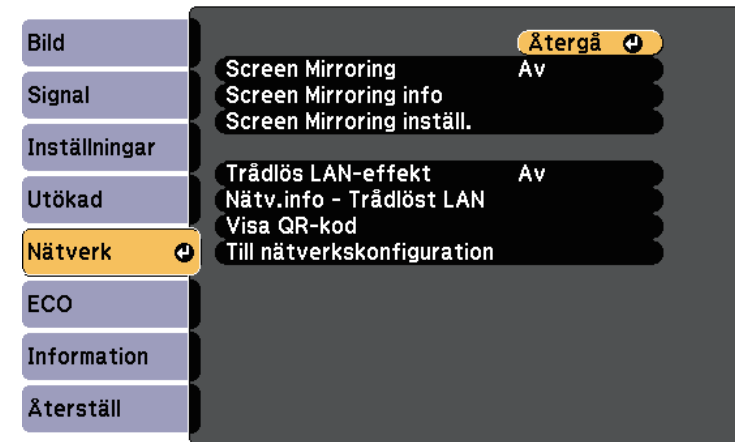 Bild
Signal
Inställningar
Utökad
Nätverk
ECO
Information
Återställ
Återgå
Screen Mirroring Av
Screen Mirroring info
Screen Mirroring inställ.
Trådlös LAN-effekt Av
Nätv.info - Trådlöst LAN
Visa QR-kod
Till nätverkskonfiguration